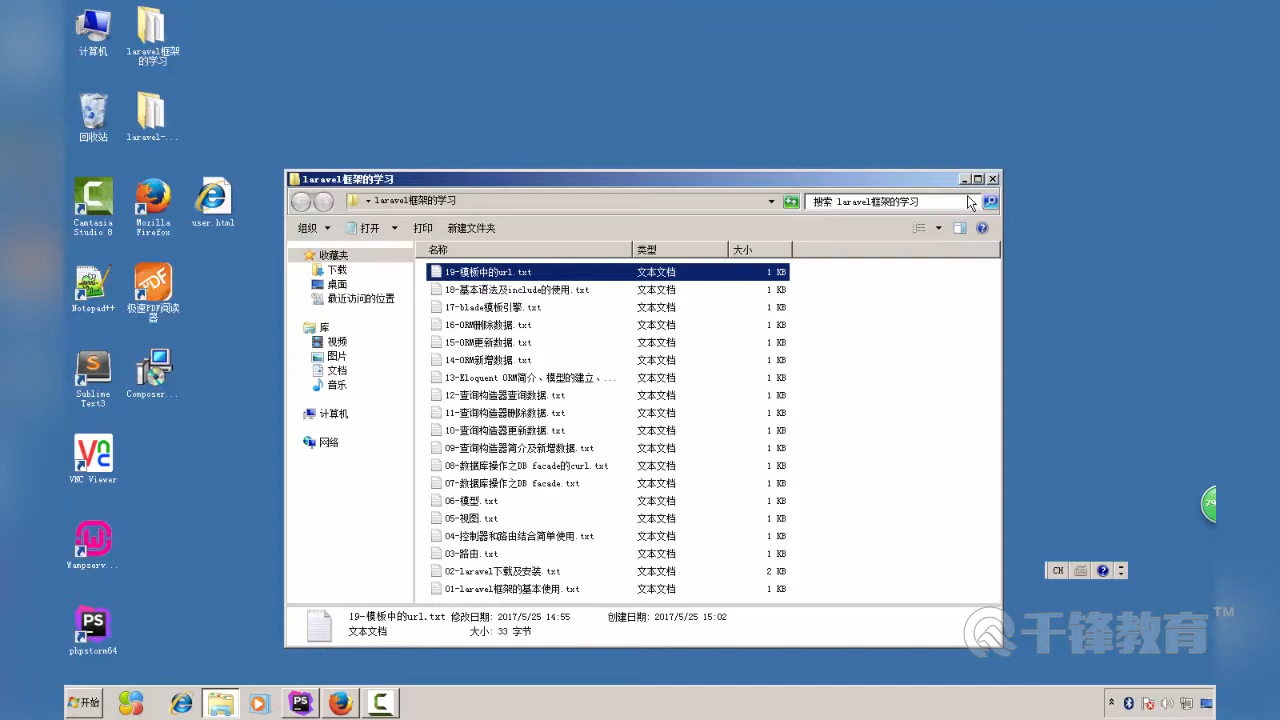 计算机
laravel框架
的学习
回收站
laravel-...
Camtasia
Studio 8
Mozilla
Firefox
user.html
Notepad++
极速PDF阅读
器
Sublime
Text3
Composer...
VNC Viewer
Wampserv...
phpstorm64
laravel框架的学习
laravel框架的学习
搜索 laravel框架的学习
组织
打开
打印
新建文件夹
收藏夹
下载
桌面
最近访问的位置
库
视频
图片
文档
音乐
计算机
网络
名称 类型 大小
19-模板中的url.txt 文本文档 1 KB
18-基本语法及include的使用.txt 文本文档 1 KB
17-blade模板引擎.txt 文本文档 1 KB
16-ORM删除数据.txt 文本文档 1 KB
15-ORM更新数据.txt 文本文档 1 KB
14-ORM新增数据.txt 文本文档 1 KB
13-Eloquent ORM简介、模型的建立、... 文本文档 1 KB
12-查询构造器查询数据.txt 文本文档 1 KB
11-查询构造器删除数据.txt 文本文档 1 KB
10-查询构造器更新数据.txt 文本文档 1 KB
09-查询构造器简介及新增数据.txt 文本文档 1 KB
08-数据库操作之DB facade的curl.txt 文本文档 1 KB
07-数据库操作之DB facade.txt 文本文档 1 KB
06-模型.txt 文本文档 1 KB
05-视图.txt 文本文档 1 KB
04-控制器和路由结合简单使用.txt 文本文档 1 KB
03-路由.txt 文本文档 1 KB
02-laravel下载及安装.txt 文本文档 2 KB
01-laravel框架的基本使用.txt 文本文档 1 KB
19-模板中的url.txt 修改日期: 2017/5/25 14:55 创建日期: 2017/5/25 15:02
文本文档 大小: 33 字节
79
CH
千锋教育™
开始